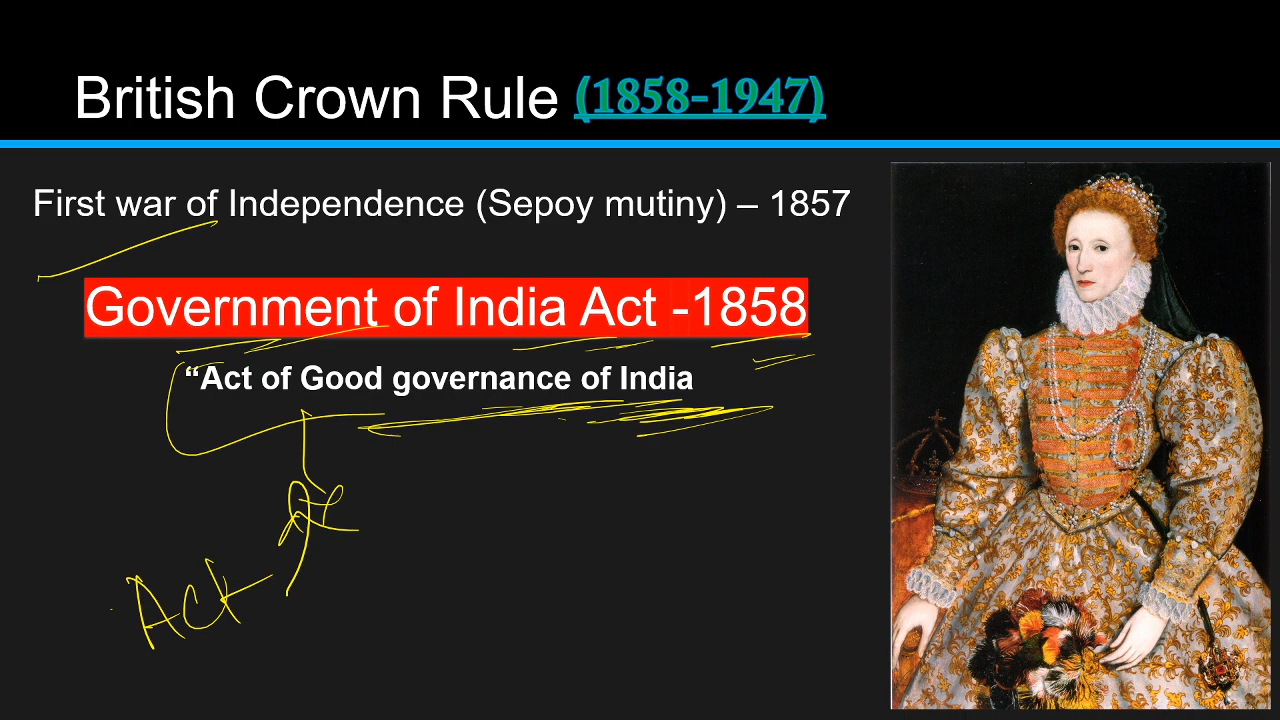 British Crown Rule (1858-1947)
First war of Independence (Sepoy mutiny) – 1857
Government of India Act -1858
“Act of Good governance of India
Act